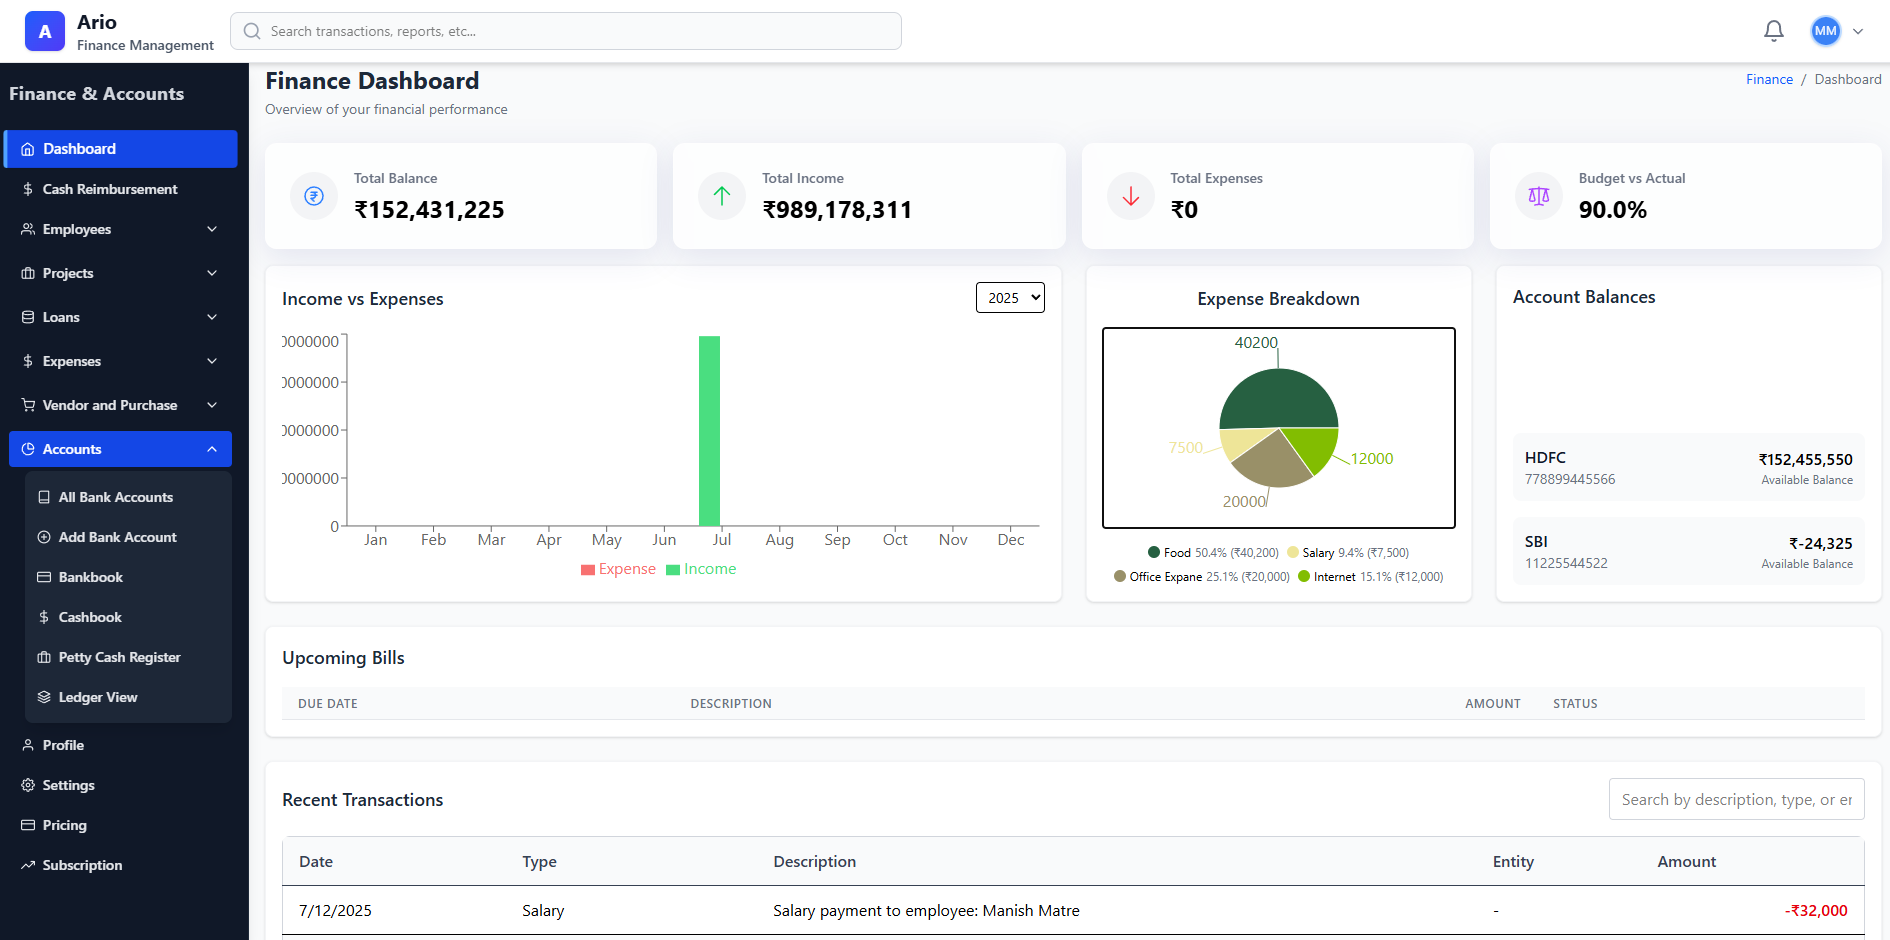 A
Ario
Finance Management
Search transactions, reports, etc...
MM
Finance & Accounts
Dashboard
Cash Reimbursement
Employees
Projects
Loans
Expenses
Vendor and Purchase
Accounts
All Bank Accounts
Add Bank Account
Bankbook
Cashbook
Petty Cash Register
Ledger View
Profile
Settings
Pricing
Subscription
Finance Dashboard
Finance / Dashboard
Overview of your financial performance
Total Balance
₹152,431,225
Total Income
₹989,178,311
Total Expenses
₹0
Budget vs Actual
90.0%
Income vs Expenses
2025
0000000
0000000
0000000
0000000
0
Jan Feb Mar Apr May Jun Jul Aug Sep Oct Nov Dec
Expense Income
Expense Breakdown
40200
7500
12000
20000
Food 50.4% (₹40,200) Salary 9.4% (₹7,500)
Office Expane 25.1% (₹20,000) Internet 15.1% (₹12,000)
Account Balances
HDFC ₹152,455,550
778899445566 Available Balance
SBI ₹-24,325
11225544522 Available Balance
Upcoming Bills
DUE DATE DESCRIPTION AMOUNT STATUS
Recent Transactions
Search by description, type, or er
Date Type Description Entity Amount
7/12/2025 Salary Salary payment to employee: Manish Matre - -₹32,000